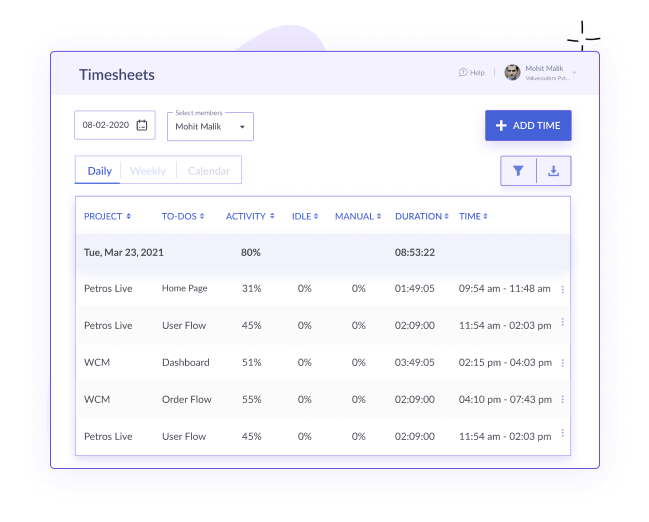 Timesheets
Help
Mohit Malik
Valuecoders Pvt...
08-02-2020
Select members
Mohit Malik
ADD TIME
Daily Weekly Calendar
PROJECT TO-DOS ACTIVITY IDLE MANUAL DURATION TIME
Tue, Mar 23, 2021 80% 08:53:22
Petros Live Home Page 31% 0% 0% 01:49:05 09:54 am - 11:48 am
Petros Live User Flow 45% 0% 0% 02:09:00 11:54 am - 02:03 pm
WCM Dashboard 51% 0% 0% 03:49:05 02:15 pm - 04:03 pm
WCM Order Flow 55% 0% 0% 02:09:00 04:10 pm - 07:43 pm
Petros Live User Flow 45% 0% 0% 02:09:00 11:54 am - 02:03 pm